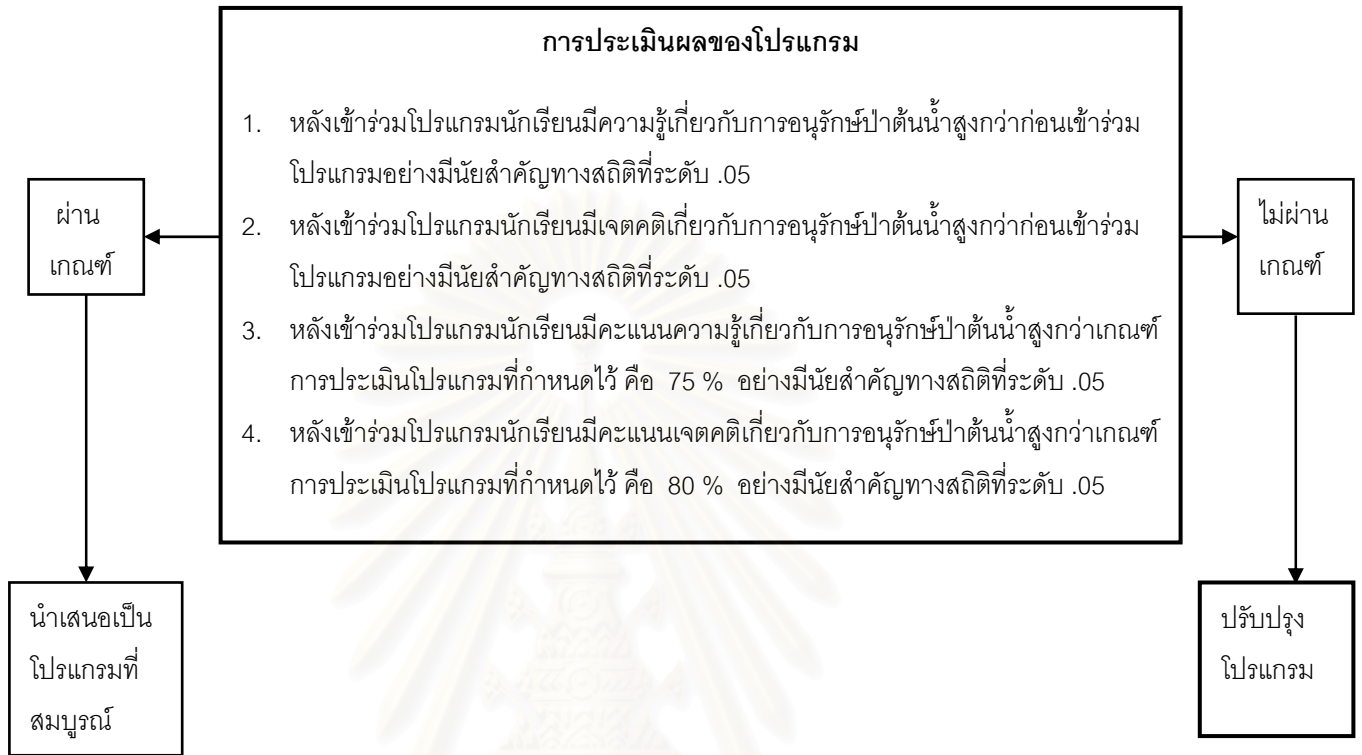 การประเมินผลของโปรแกรม
1. หลังเข้าร่วมโปรแกรมนักเรียนมีความรู้เกี่ยวกับการอนุรักษ์ป่าต้นน้ำสูงกว่าก่อนเข้าร่วม
โปรแกรมอย่างมีนัยสำคัญทางสถิติที่ระดับ .05
2. หลังเข้าร่วมโปรแกรมนักเรียนมีเจตคติเกี่ยวกับการอนุรักษ์ป่าต้นน้ำสูงกว่าก่อนเข้าร่วม
โปรแกรมอย่างมีนัยสำคัญทางสถิติที่ระดับ .05
3. หลังเข้าร่วมโปรแกรมนักเรียนมีคะแนนความรู้เกี่ยวกับการอนุรักษ์ป่าต้นน้ำสูงกว่าเกณฑ์
การประเมินโปรแกรมที่กำหนดไว้ คือ 75 % อย่างมีนัยสำคัญทางสถิติที่ระดับ .05
4. หลังเข้าร่วมโปรแกรมนักเรียนมีคะแนนเจตคติเกี่ยวกับการอนุรักษ์ป่าต้นน้ำสูงกว่าเกณฑ์
การประเมินโปรแกรมที่กำหนดไว้ คือ 80 % อย่างมีนัยสำคัญทางสถิติที่ระดับ .05
ผ่าน
เกณฑ์
ไม่ผ่าน
เกณฑ์
นำเสนอเป็น
โปรแกรมที่
สมบูรณ์
ปรับปรุง
โปรแกรม